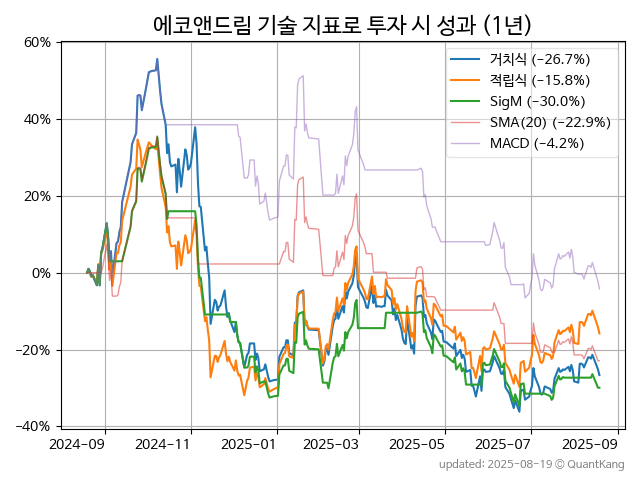 에코앤드림 기술 지표로 투자 시 성과 (1년)
거치식 (−26.7%)
적립식 (−15.8%)
SigM (−30.0%)
SMA(20) (−22.9%)
MACD (−4.2%)
60%
40%
20%
0%
−20%
−40%
2024-09 2024-11 2025-01 2025-03 2025-05 2025-07 2025-09
updated: 2025-08-19 © QuantKang